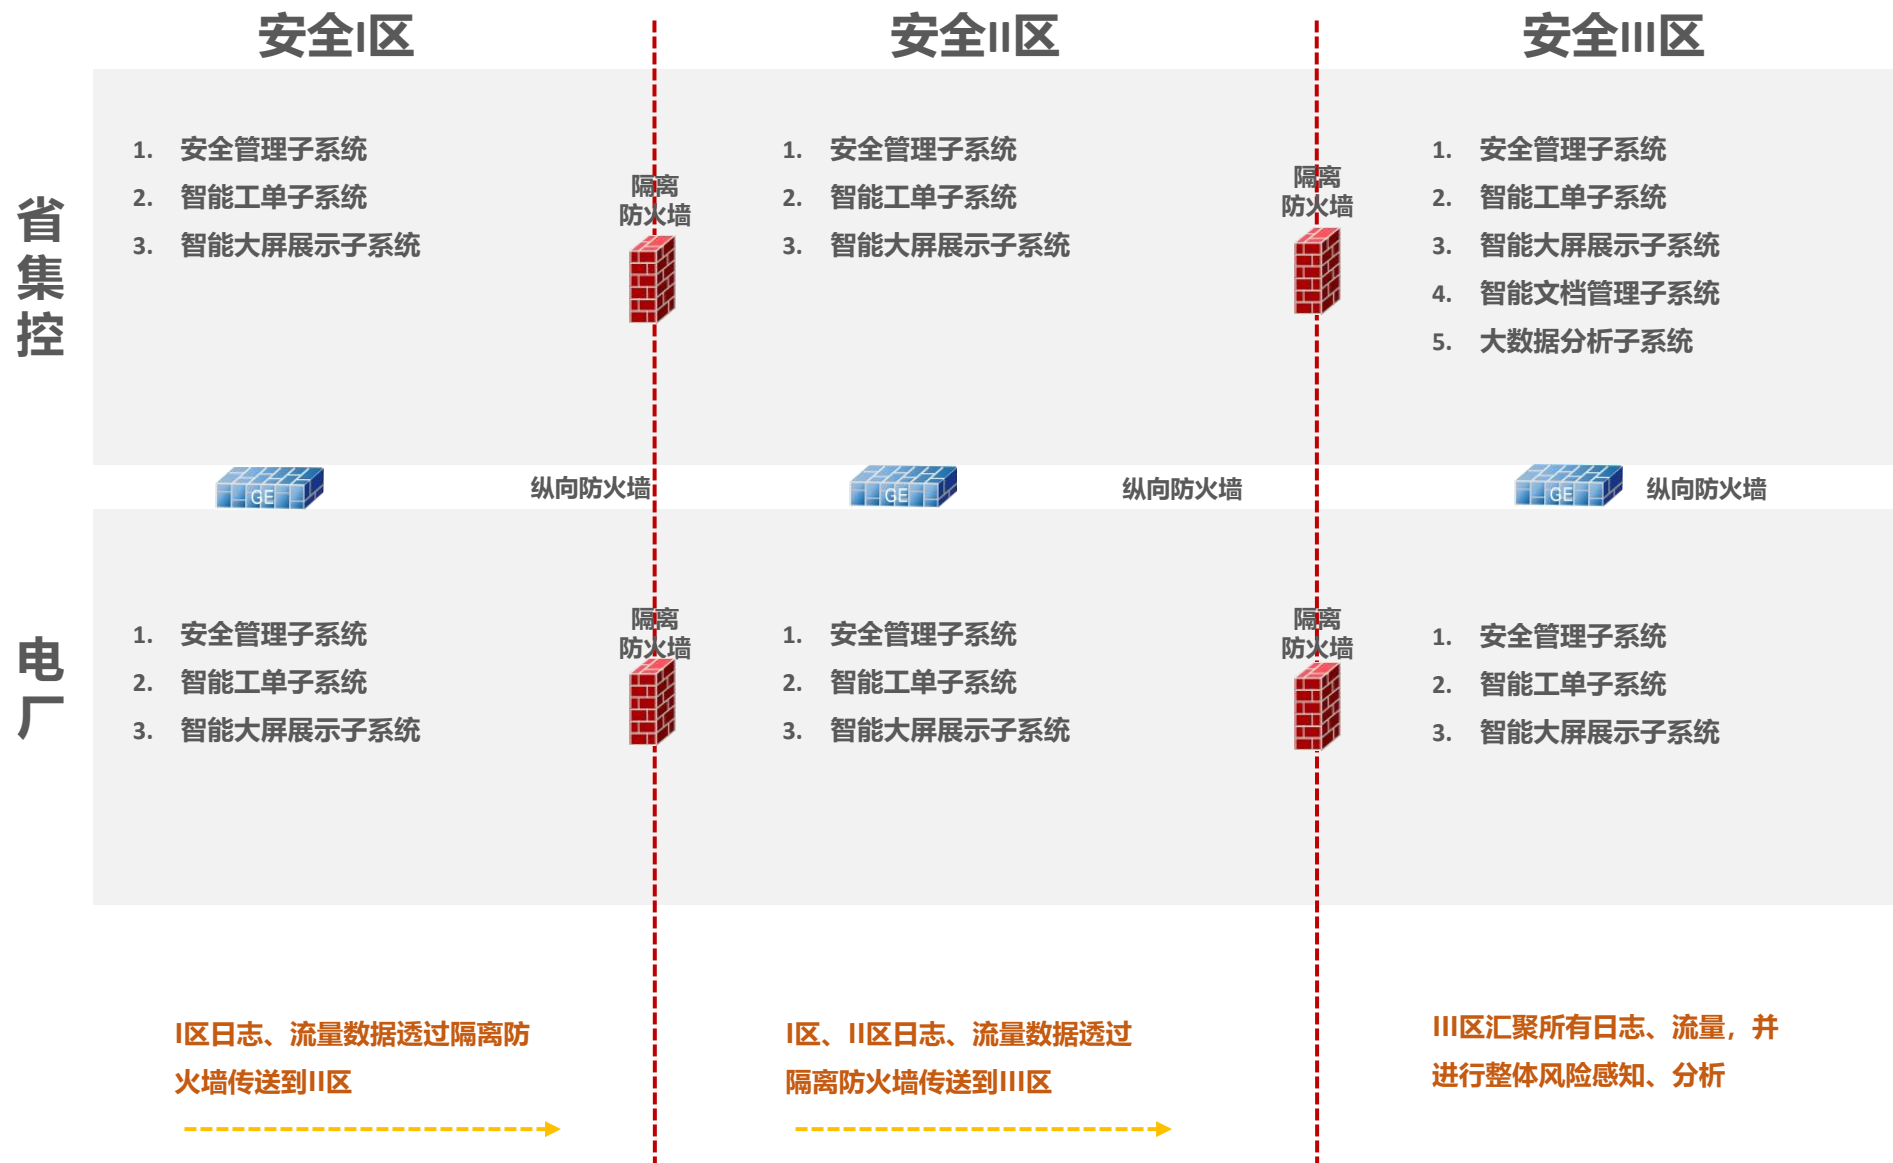 安全I区
安全II区
安全III区
省集控
1. 安全管理子系统
2. 智能工单子系统
3. 智能大屏展示子系统
隔离
防火墙
1. 安全管理子系统
2. 智能工单子系统
3. 智能大屏展示子系统
隔离
防火墙
1. 安全管理子系统
2. 智能工单子系统
3. 智能大屏展示子系统
4. 智能文档管理子系统
5. 大数据分析子系统
GE
纵向防火墙
GE
纵向防火墙
GE
纵向防火墙
电厂
1. 安全管理子系统
2. 智能工单子系统
3. 智能大屏展示子系统
隔离
防火墙
1. 安全管理子系统
2. 智能工单子系统
3. 智能大屏展示子系统
隔离
防火墙
1. 安全管理子系统
2. 智能工单子系统
3. 智能大屏展示子系统
I区日志、流量数据透过隔离防
火墙传送到II区
I区、II区日志、流量数据透过
隔离防火墙传送到III区
III区汇聚所有日志、流量，并
进行整体风险感知、分析